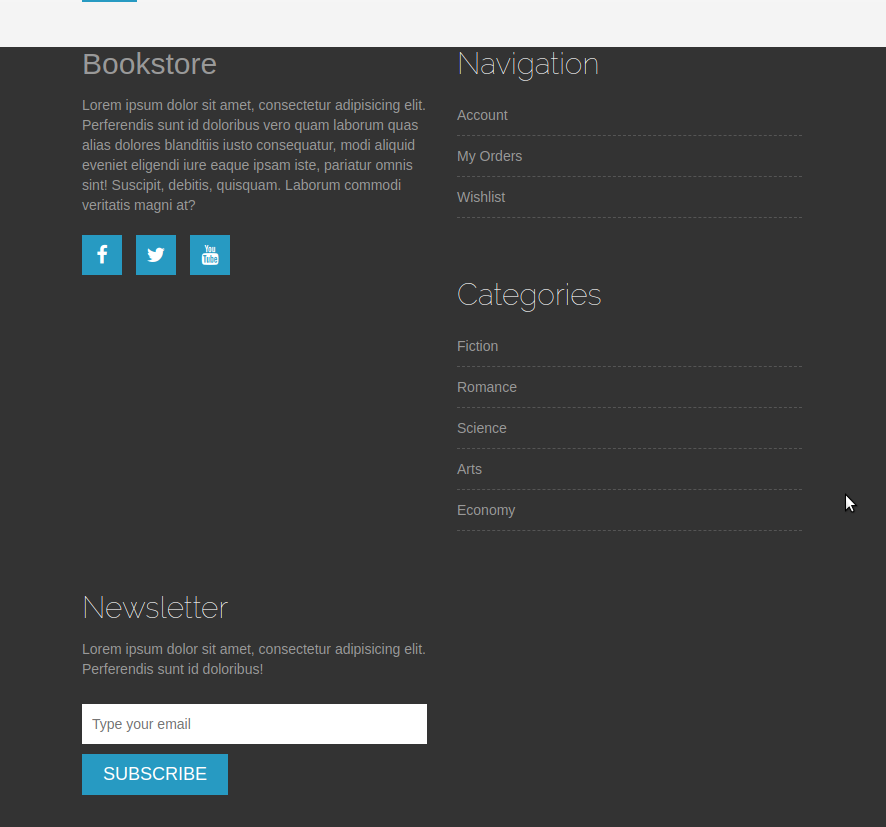 Bookstore
Lorem ipsum dolor sit amet, consectetur adipisicing elit.
Perferendis sunt id doloribus vero quam laborum quas
alias dolores blanditiis iusto consequatur, modi aliquid
eveniet eligendi iure eaque ipsam iste, pariatur omnis
sint! Suscipit, debitis, quisquam. Laborum commodi
veritatis magni at?
You
Tube
Navigation
Account
My Orders
Wishlist
Categories
Fiction
Romance
Science
Arts
Economy
Newsletter
Lorem ipsum dolor sit amet, consectetur adipisicing elit.
Perferendis sunt id doloribus!
Type your email
SUBSCRIBE